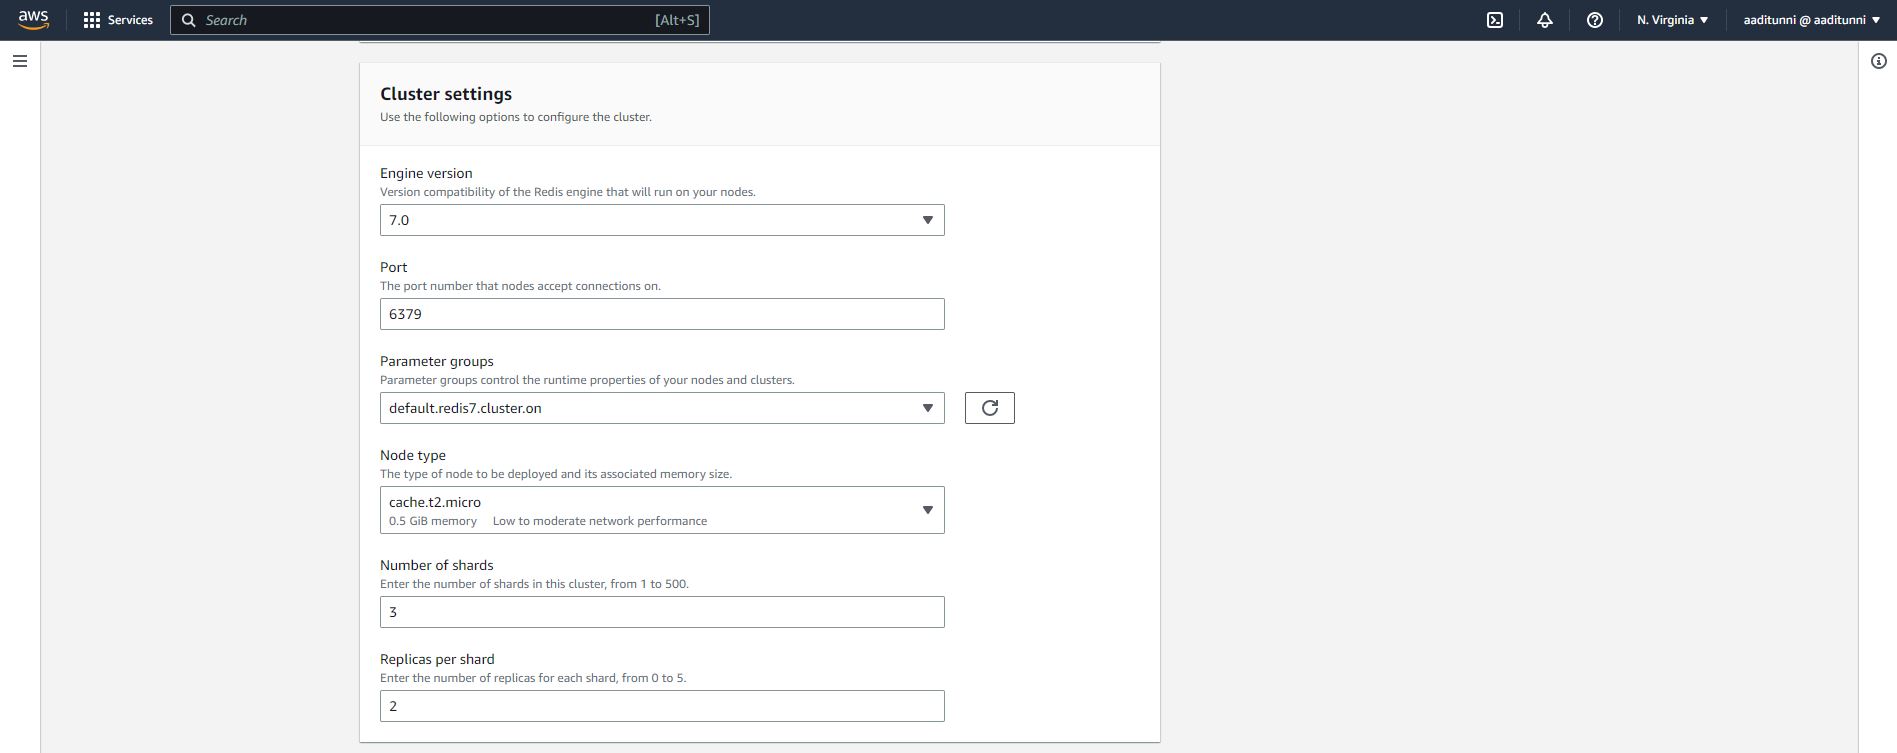 aws
Services
Search
[Alt+S]
N. Virginia
aaditunni @ aaditunni
Cluster settings
Use the following options to configure the cluster.
Engine version
Version compatibility of the Redis engine that will run on your nodes.
7.0
Port
The port number that nodes accept connections on.
6379
Parameter groups
Parameter groups control the runtime properties of your nodes and clusters.
default.redis7.cluster.on
Node type
The type of node to be deployed and its associated memory size.
cache.t2.micro
0.5 GiB memory Low to moderate network performance
Number of shards
Enter the number of shards in this cluster, from 1 to 500.
3
Replicas per shard
Enter the number of replicas for each shard, from 0 to 5.
2